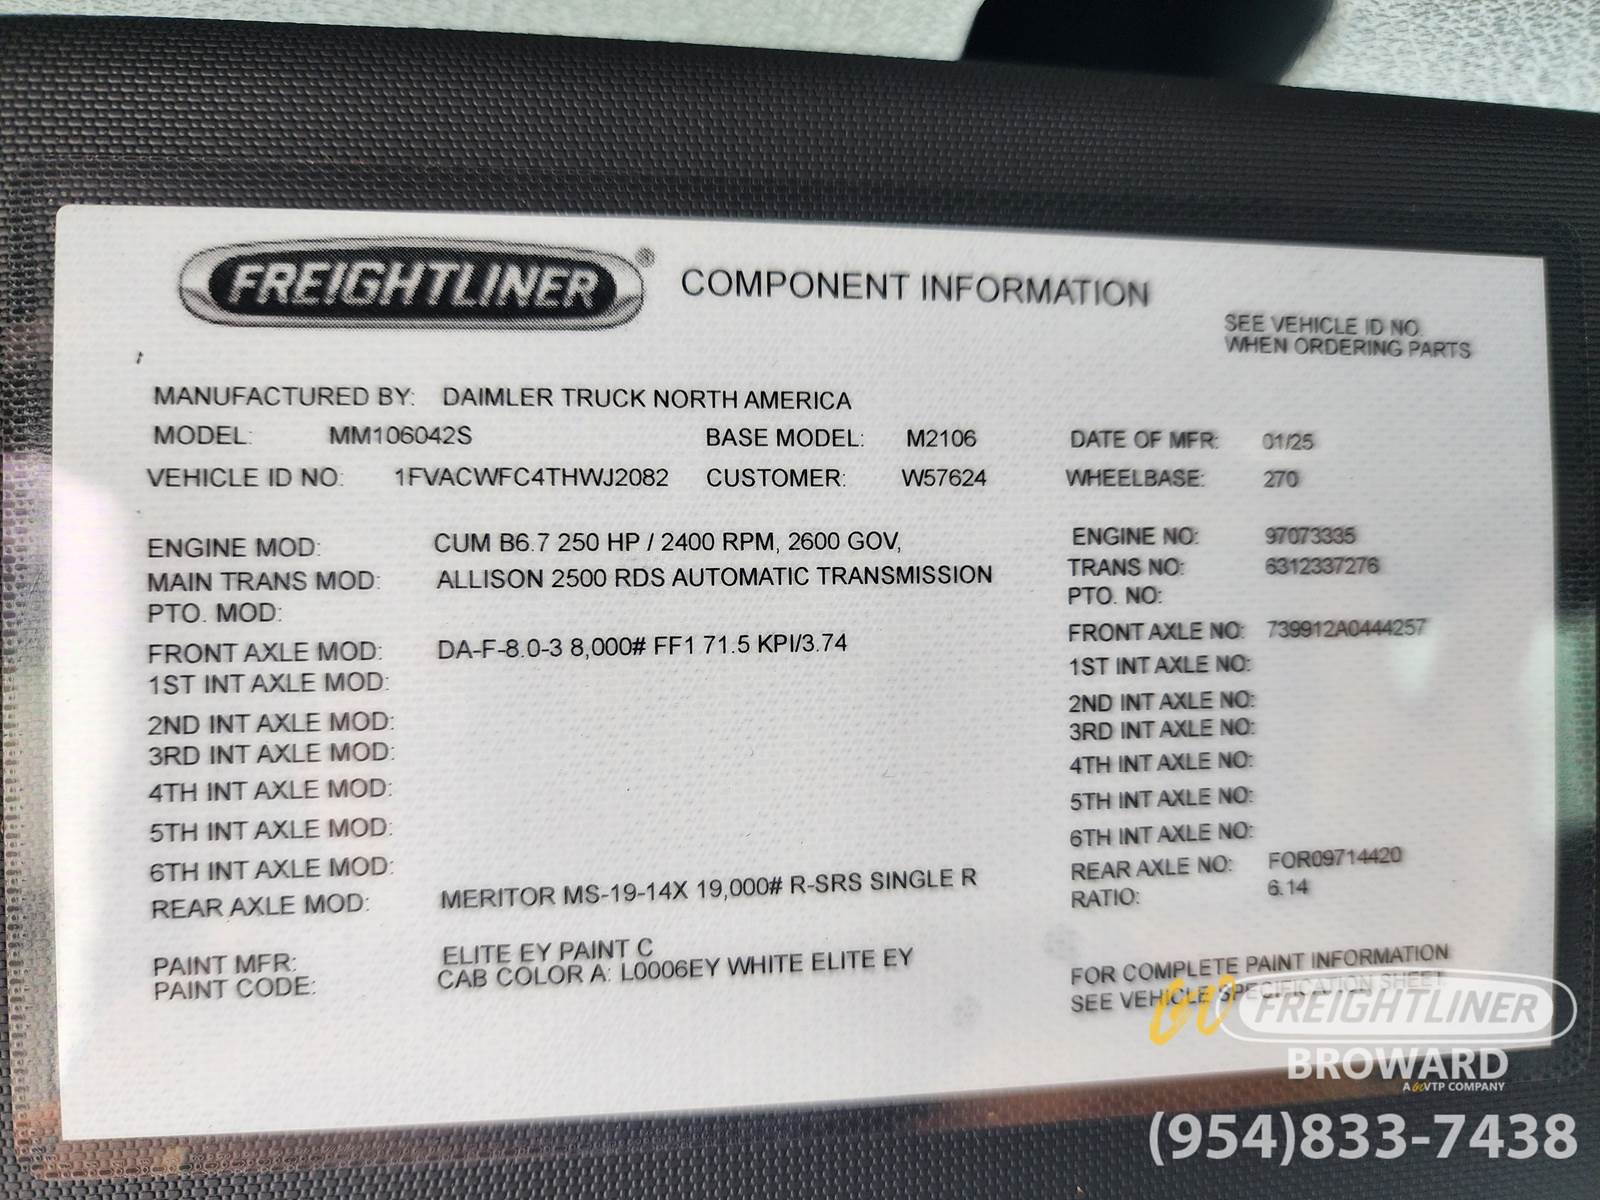 FREIGHTLINER® COMPONENT INFORMATION
SEE VEHICLE ID NO.
WHEN ORDERING PARTS
MANUFACTURED BY: DAIMLER TRUCK NORTH AMERICA
MODEL: MM106042S BASE MODEL: M2106 DATE OF MFR: 01/25
VEHICLE ID NO: 1FVACWFC4THWJ2082 CUSTOMER: W57624 WHEELBASE: 270
ENGINE MOD: CUM B6.7 250 HP / 2400 RPM, 2600 GOV, ENGINE NO: 97073335
MAIN TRANS MOD: ALLISON 2500 RDS AUTOMATIC TRANSMISSION TRANS NO: 6312337276
PTO. MOD: PTO. NO:
FRONT AXLE MOD: DA-F-8.0-3 8,000# FF1 71.5 KPI/3.74 FRONT AXLE NO: 739912A0444257
1ST INT AXLE MOD: 1ST INT AXLE NO:
2ND INT AXLE MOD: 2ND INT AXLE NO:
3RD INT AXLE MOD: 3RD INT AXLE NO:
4TH INT AXLE MOD: 4TH INT AXLE NO:
5TH INT AXLE MOD: 5TH INT AXLE NO:
6TH INT AXLE MOD: 6TH INT AXLE NO:
REAR AXLE MOD: MERITOR MS-19-14X 19,000# R-SRS SINGLE R REAR AXLE NO: FOR09714420
RATIO: 6.14
PAINT MFR: ELITE EY PAINT C
PAINT CODE: CAB COLOR A: L0006EY WHITE ELITE EY
FOR COMPLETE PAINT INFORMATION
SEE VEHICLE SPECIFICATION SHEET
GO FREIGHTLINER
BROWARD
A GO VTP COMPANY
(954)833-7438